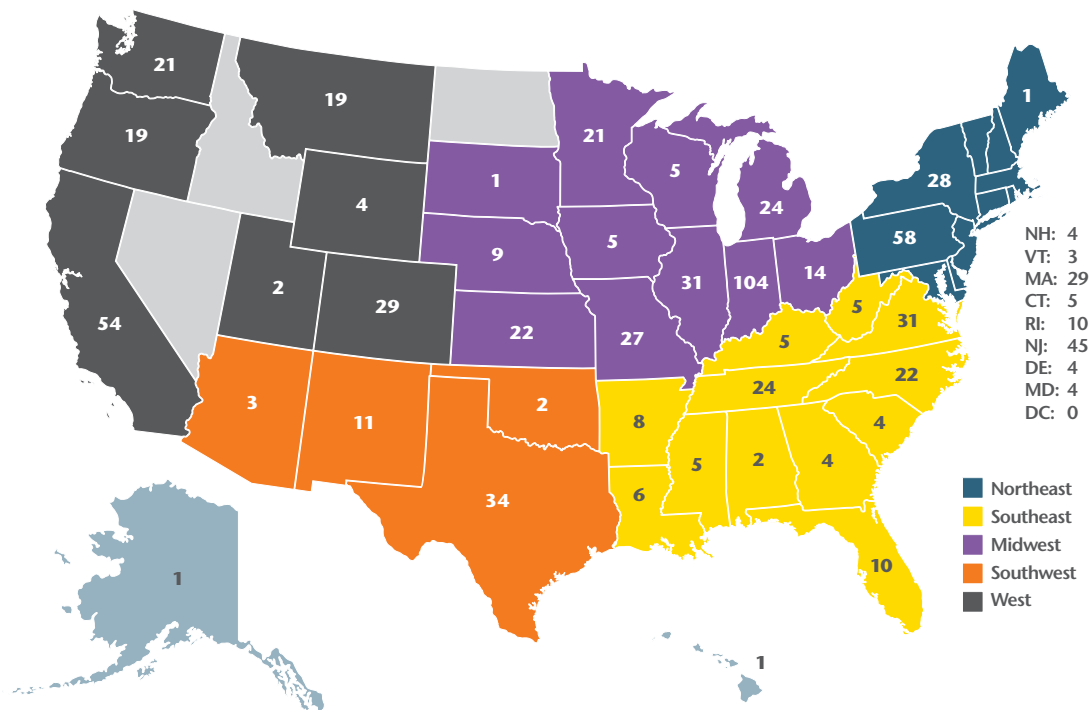 21
19
19
4
54
2
29
21
1
5
24
9
5
22
31
104
14
27
1
28
58
NH: 4
VT: 3
MA: 29
CT: 5
RI: 10
NJ: 45
DE: 4
MD: 4
DC: 0
5
31
5
24
22
4
8
5
2
4
6
10
3
11
2
34
Northeast
Southeast
Midwest
Southwest
West
1
1